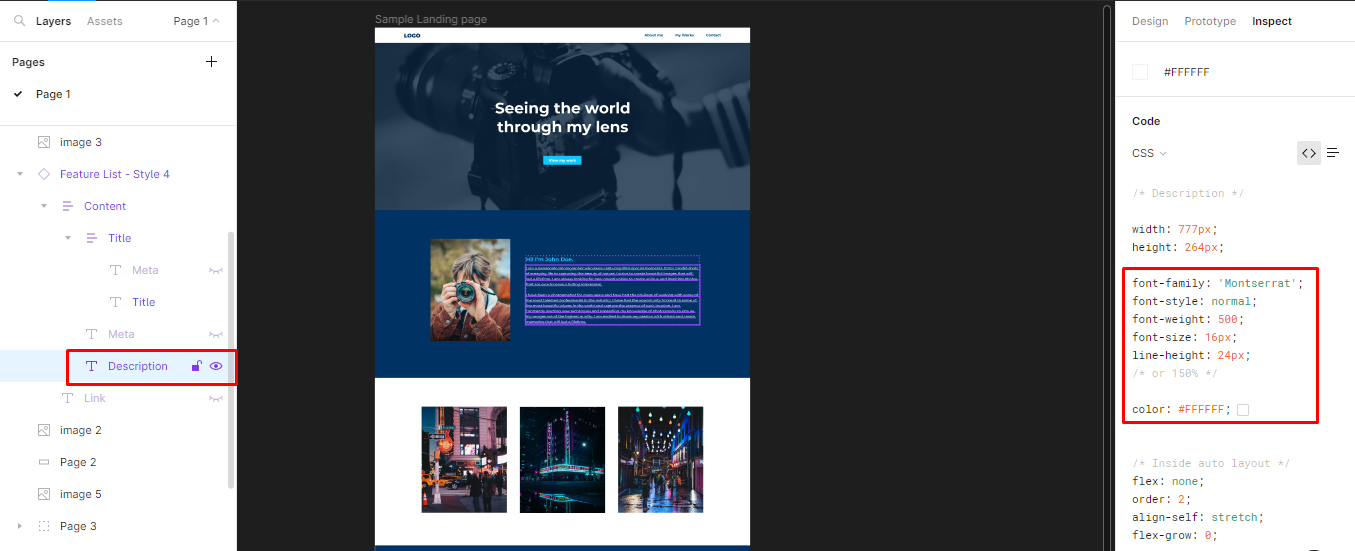 Layers
Assets
Page 1
Pages
Page 1
image 3
Feature List - Style 4
Content
Title
Meta
Title
Meta
Description
Link
image 2
Page 2
image 5
Page 3
Sample Landing page
LOGO
About me
My Works
Contact
Seeing the world
through my lens
View my work
Hi! I'm John Doe.
Design
Prototype
Inspect
#FFFFFF
Code
CSS
/* Description */
width: 777px;
height: 264px;
font-family: 'Montserrat';
font-style: normal;
font-weight: 500;
font-size: 16px;
line-height: 24px;
/* or 150% */
color: #FFFFFF;
/* Inside auto layout */
flex: none;
order: 2;
align-self: stretch;
flex-grow: 0;